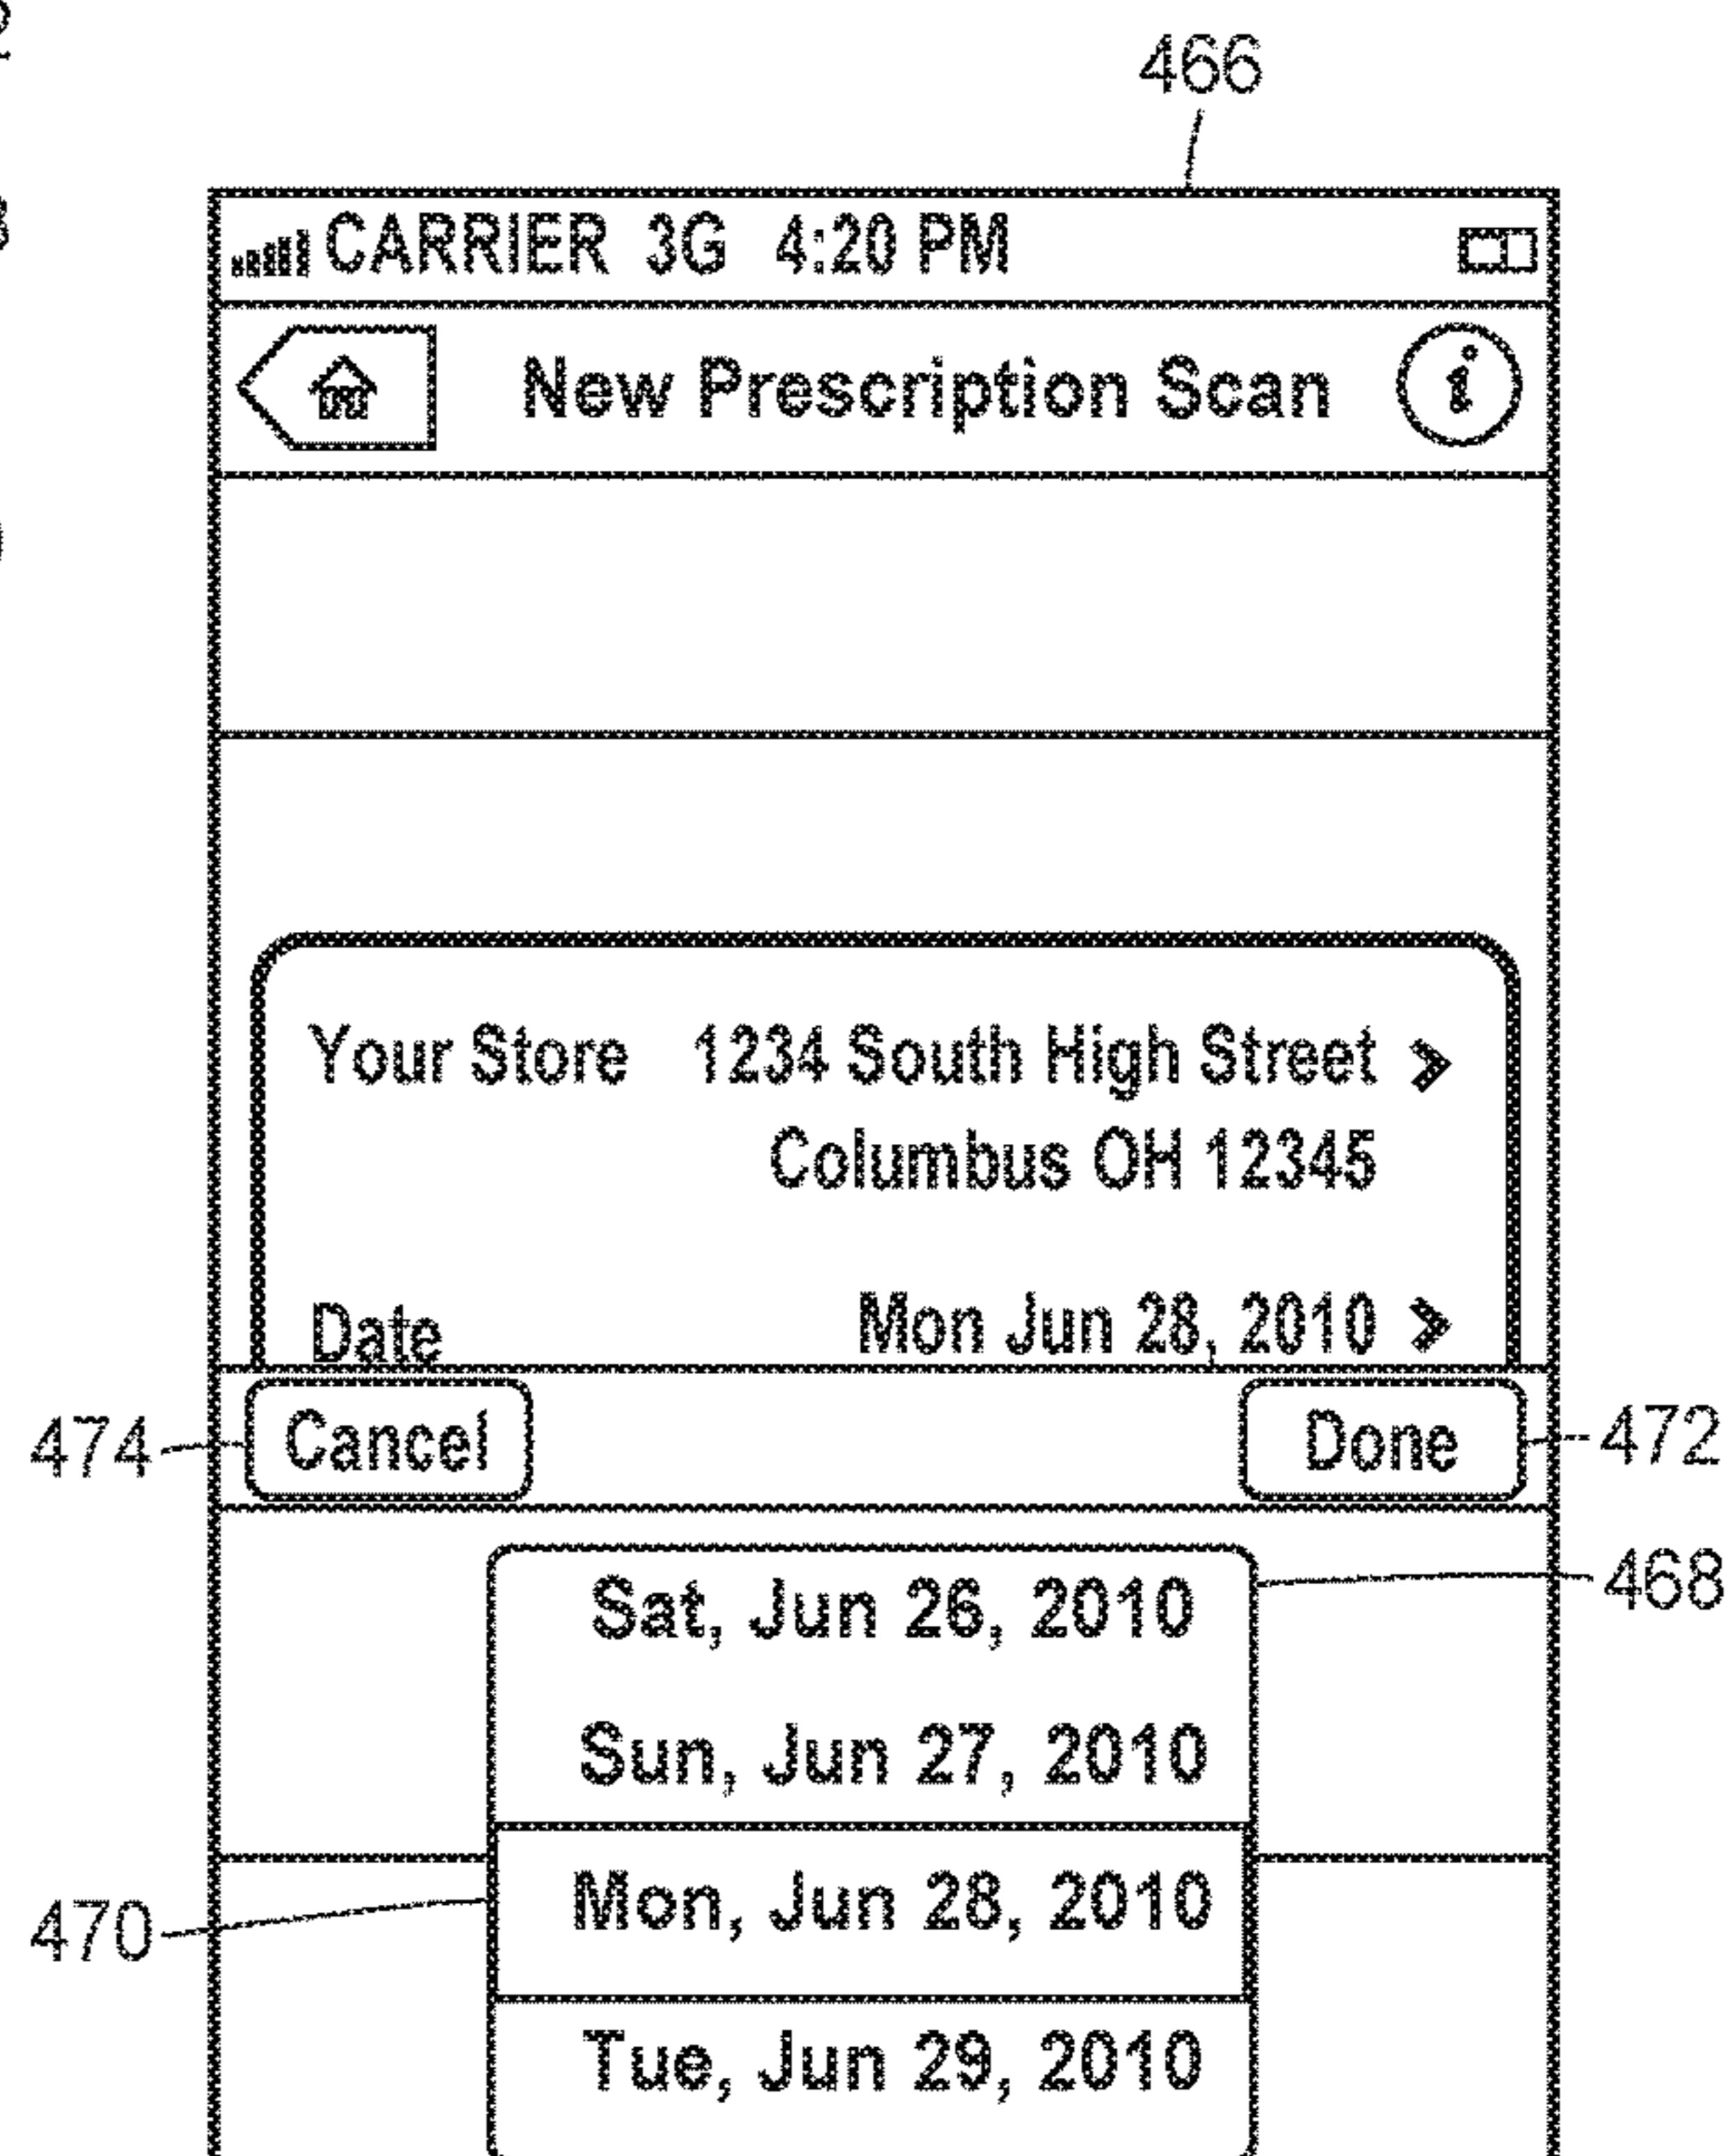 466
CARRIER 3G 4:20 PM
New Prescription Scan i
Your Store 1234 South High Street >
Columbus OH 12345
Date Mon Jun 28, 2010 >
474 Cancel Done 472
468
Sat, Jun 26, 2010
Sun, Jun 27, 2010
470 Mon, Jun 28, 2010
Tue, Jun 29, 2010